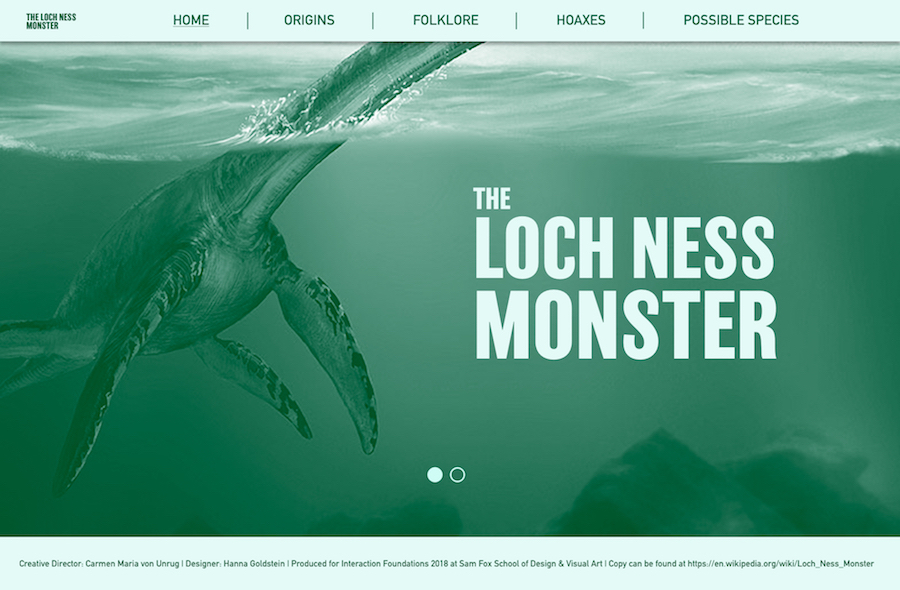 THE LOCH NESS
MONSTER
HOME | ORIGINS | FOLKLORE | HOAXES | POSSIBLE SPECIES
THE
LOCH NESS
MONSTER
Creative Director: Carmen Maria von Unrug | Designer: Hanna Goldstein | Produced for Interaction Foundations 2018 at Sam Fox School of Design & Visual Art | Copy can be found at https://en.wikipedia.org/wiki/Loch_Ness_Monster